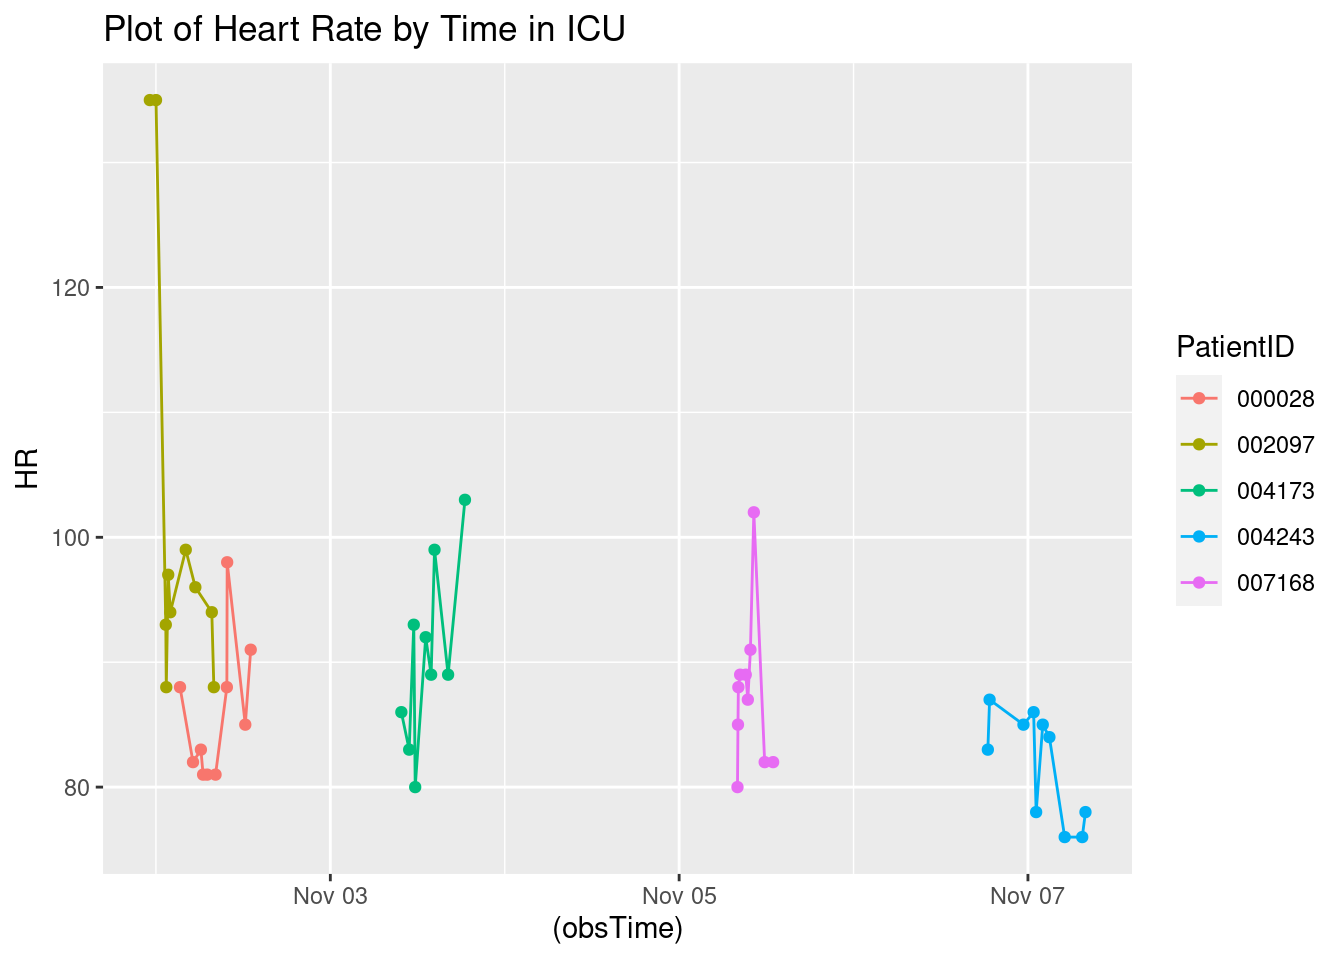 Plot of Heart Rate by Time in ICU
HR
120
100
80
Nov 03
Nov 05
Nov 07
(obsTime)
PatientID
000028
002097
004173
004243
007168